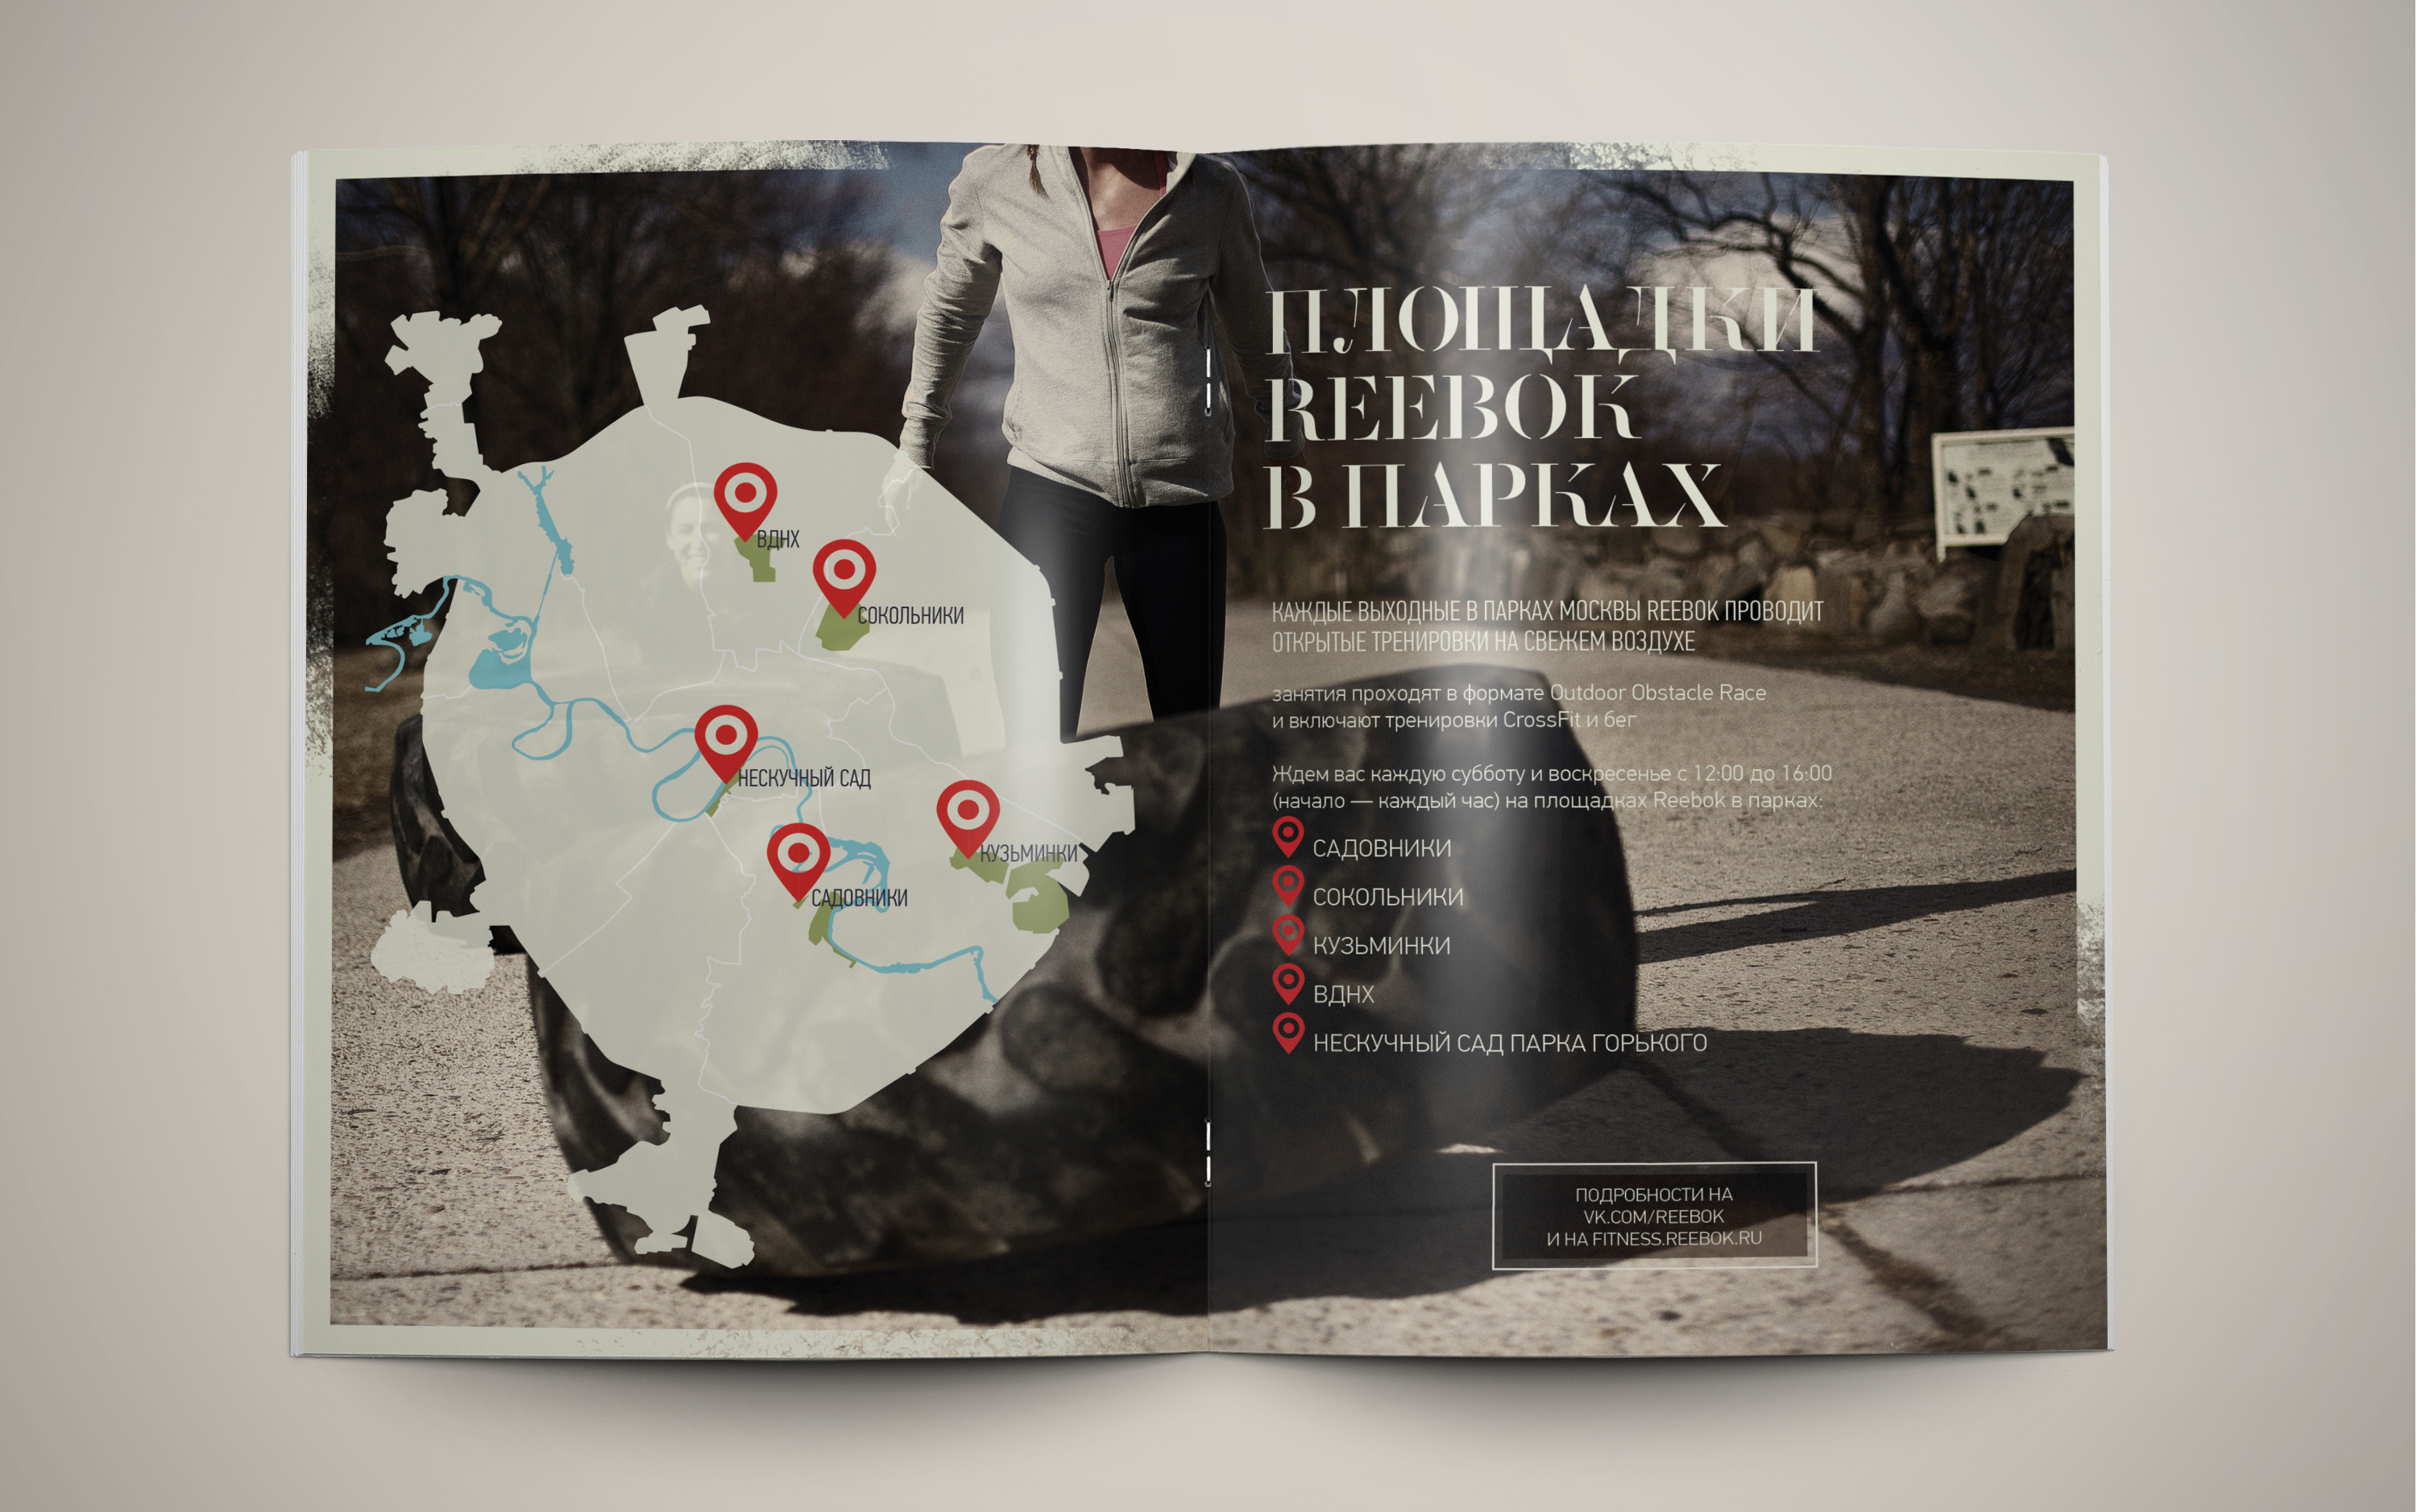 ВДНХ
СОКОЛЬНИКИ
НЕСКУЧНЫЙ САД
КУЗЬМИНКИ
САДОВНИКИ
ПЛОЩАДКИ
REEBOK
В ПАРКАХ
КАЖДЫЕ ВЫХОДНЫЕ В ПАРКАХ МОСКВЫ REEBOK ПРОВОДИТ
ОТКРЫТЫЕ ТРЕНИРОВКИ НА СВЕЖЕМ ВОЗДУХЕ
занятия проходят в формате Outdoor Obstacle Race
и включают тренировки CrossFit и бег
Ждем вас каждую субботу и воскресенье с 12:00 до 16:00
(начало — каждый час) на площадках Reebok в парках:
САДОВНИКИ
СОКОЛЬНИКИ
КУЗЬМИНКИ
ВДНХ
НЕСКУЧНЫЙ САД ПАРКА ГОРЬКОГО
ПОДРОБНОСТИ НА
VK.COM/REEBOK
И НА FITNESS.REEBOK.RU